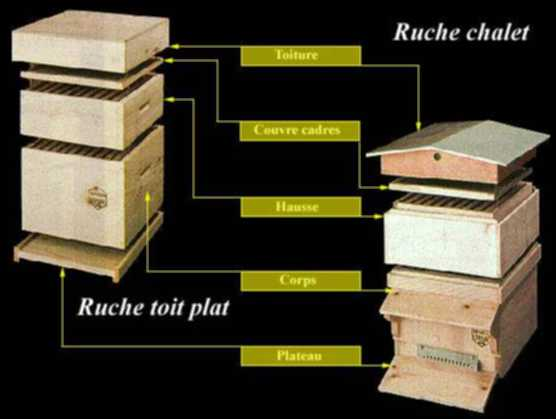 Ruche chalet
Toiture
Couvre cadres
Hausse
Corps
Ruche toit plat
Plateau